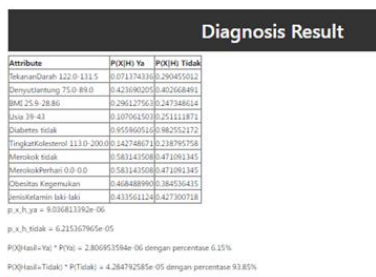 Diagnosis Result
Attribute P(X|H) Ya P(X|H) Tidak
TekananDarah 122.0-131.5 0.071374336 0.290455012
Denyutlantung 75.0-89.0 0.423690205 0.402668491
BMI 25.9-28.86 0.296127563 0.247348614
Usia 39-43 0.107061503 0.251111871
Diabetes tidak 0.955960516 0.982552172
TingkatKolesterol 113.0-200.0 0.142748671 0.238795758
Merokok tidak 0.583143508 0.471091345
MerokokPerhari 0.0-0.0 0.583143508 0.471091345
Obesitas Kegemukan 0.468488990 0.384536435
JenisKelamin laki-laki 0.433561124 0.427300718
p_x_h_ya = 9.036813392e-06
p_x_h_tidak = 6.215367965e-05
P(X|Hasil=Ya) * P(Ya) = 2.806953594e-06 dengan percentase 6.15%
P(X|Hasil=Tidak) * P(Tidak) = 4.284792585e-05 dengan percentase 93.85%